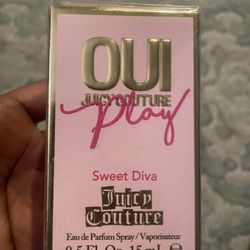 OUI
JUICY COUTURE
Play
Sweet Diva
Juicy
Couture
Eau de Parfum Spray / Vaporisateur
0.5 Fl. Oz. 15 mL ℮